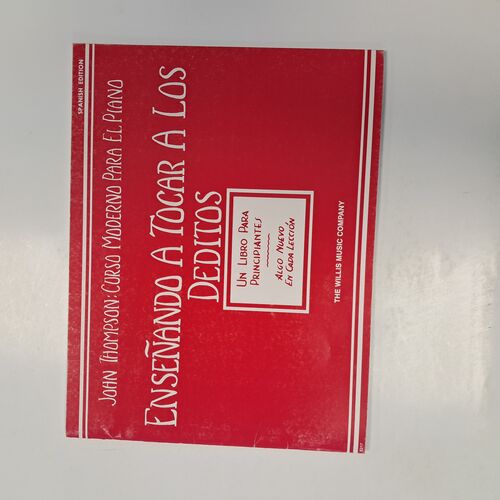 SPANISH EDITION
JOHN THOMPSON: CURSO MODERNO PARA EL PIANO
ENSEÑANDO A TOCAR A LOS
DEDITOS
UN LIBRO PARA
PRINCIPIANTES
ALGO NUEVO
EN CADA LECCIÓN
THE WILLIS MUSIC COMPANY